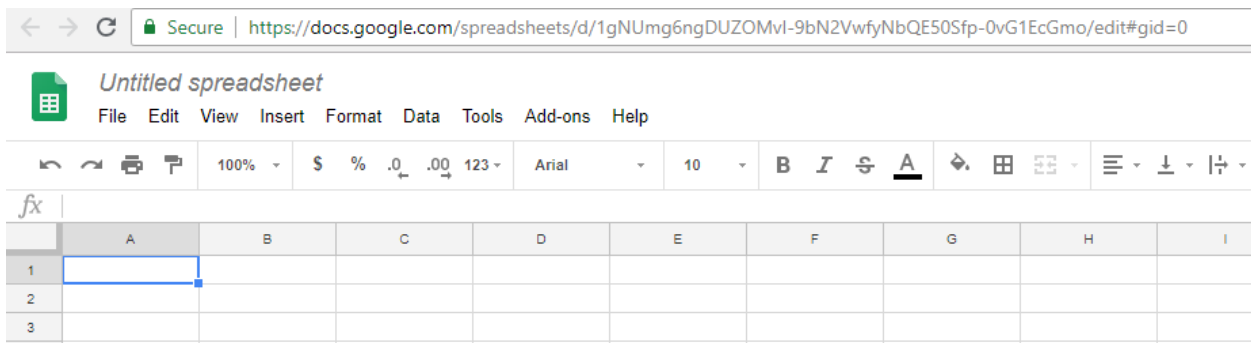 Secure | https://docs.google.com/spreadsheets/d/1gNUmg6ngDUZOMvI-9bN2VwfyNbQE50Sfp-0vG1EcGmo/edit#gid=0
Untitled spreadsheet
File Edit View Insert Format Data Tools Add-ons Help
100% $ % .0 .00 123 Arial 10 B I S A
fx
A B C D E F G H I
1
2
3